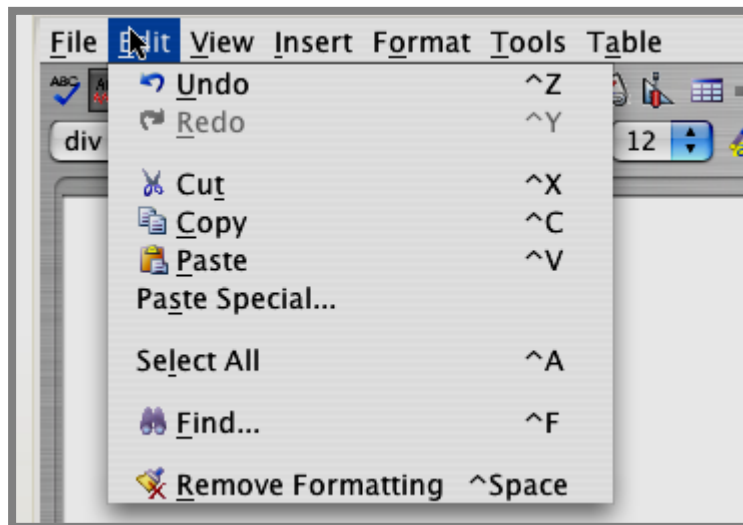 File Edit View Insert Format Tools Table
ABC
Undo ^Z
Redo ^Y
div 12
Cut ^X
Copy ^C
Paste ^V
Paste Special...
Select All ^A
Find... ^F
Remove Formatting ^Space